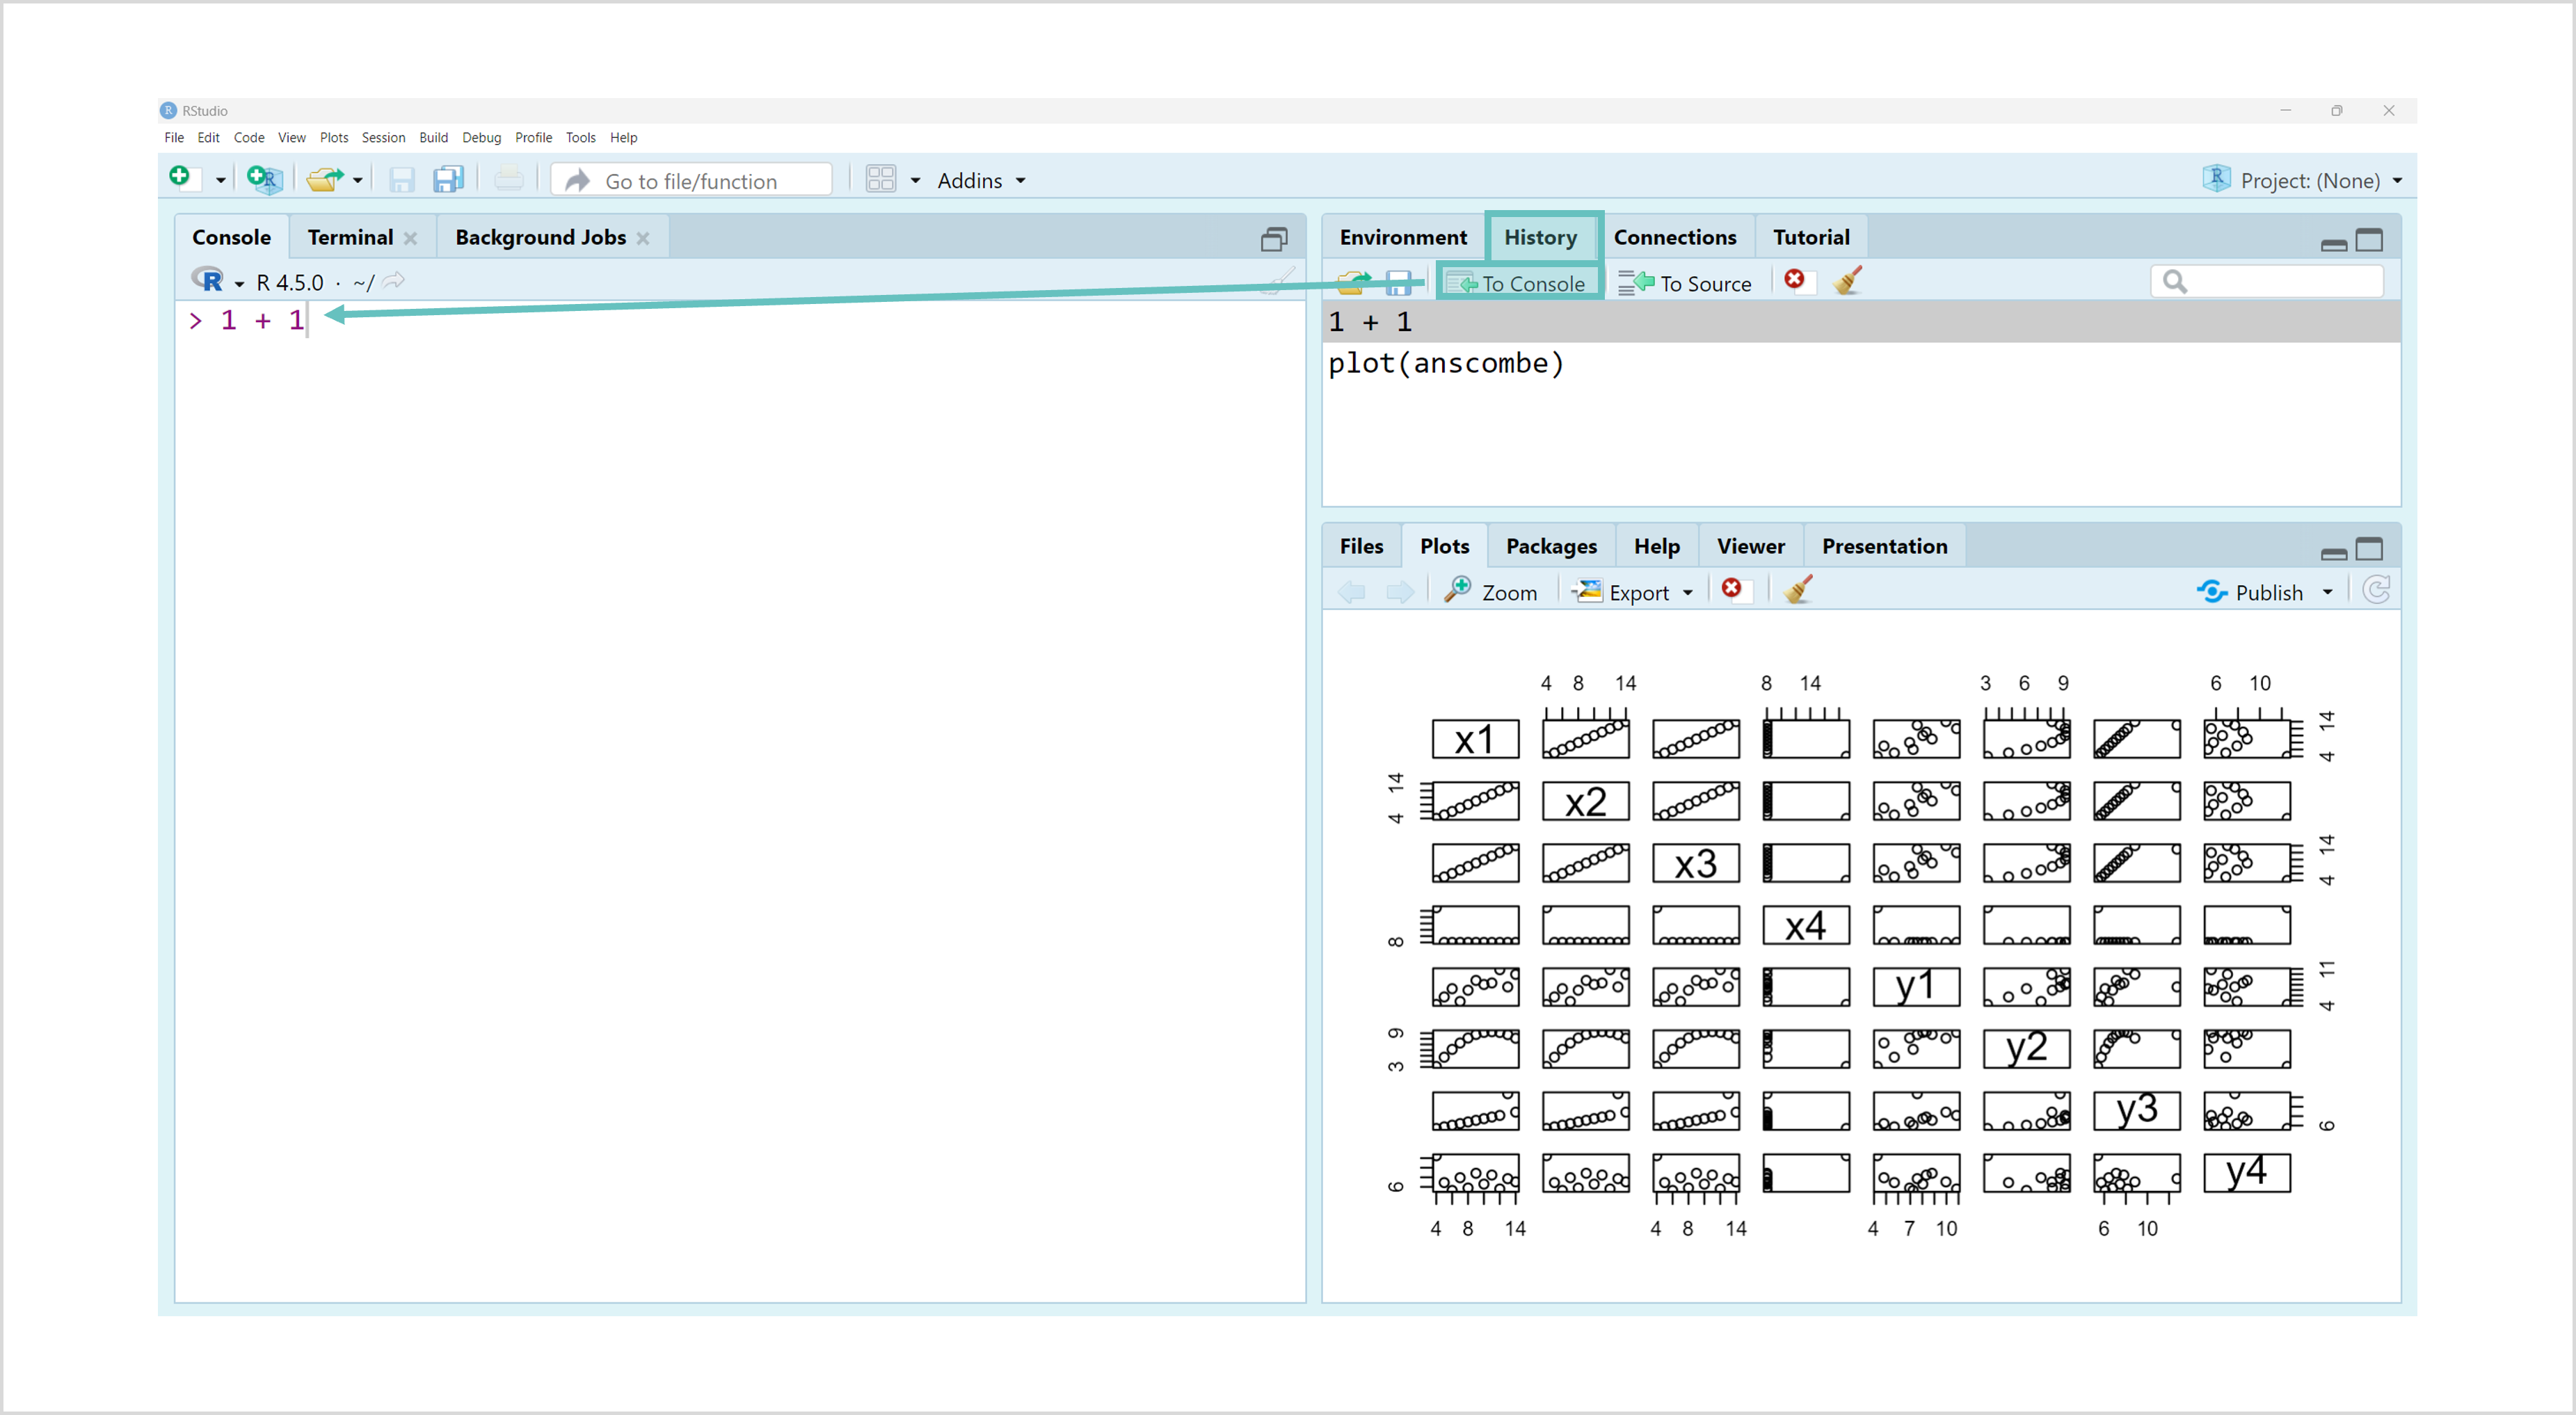 RStudio
File Edit Code View Plots Session Build Debug Profile Tools Help
Go to file/function
Addins
Project: (None)
Console Terminal Background Jobs
R 4.5.0 · ~/
> 1 + 1
Environment History Connections Tutorial
To Console To Source
1 + 1
plot(anscombe)
Files Plots Packages Help Viewer Presentation
Zoom Export Publish
4 8 14 8 14 3 6 9 6 10
x1 4 14
4 14 x2
x3 4 14
8 x4
y1 4 11
3 9 y2
y3 6
6 y4
4 8 14 4 8 14 4 7 10 6 10